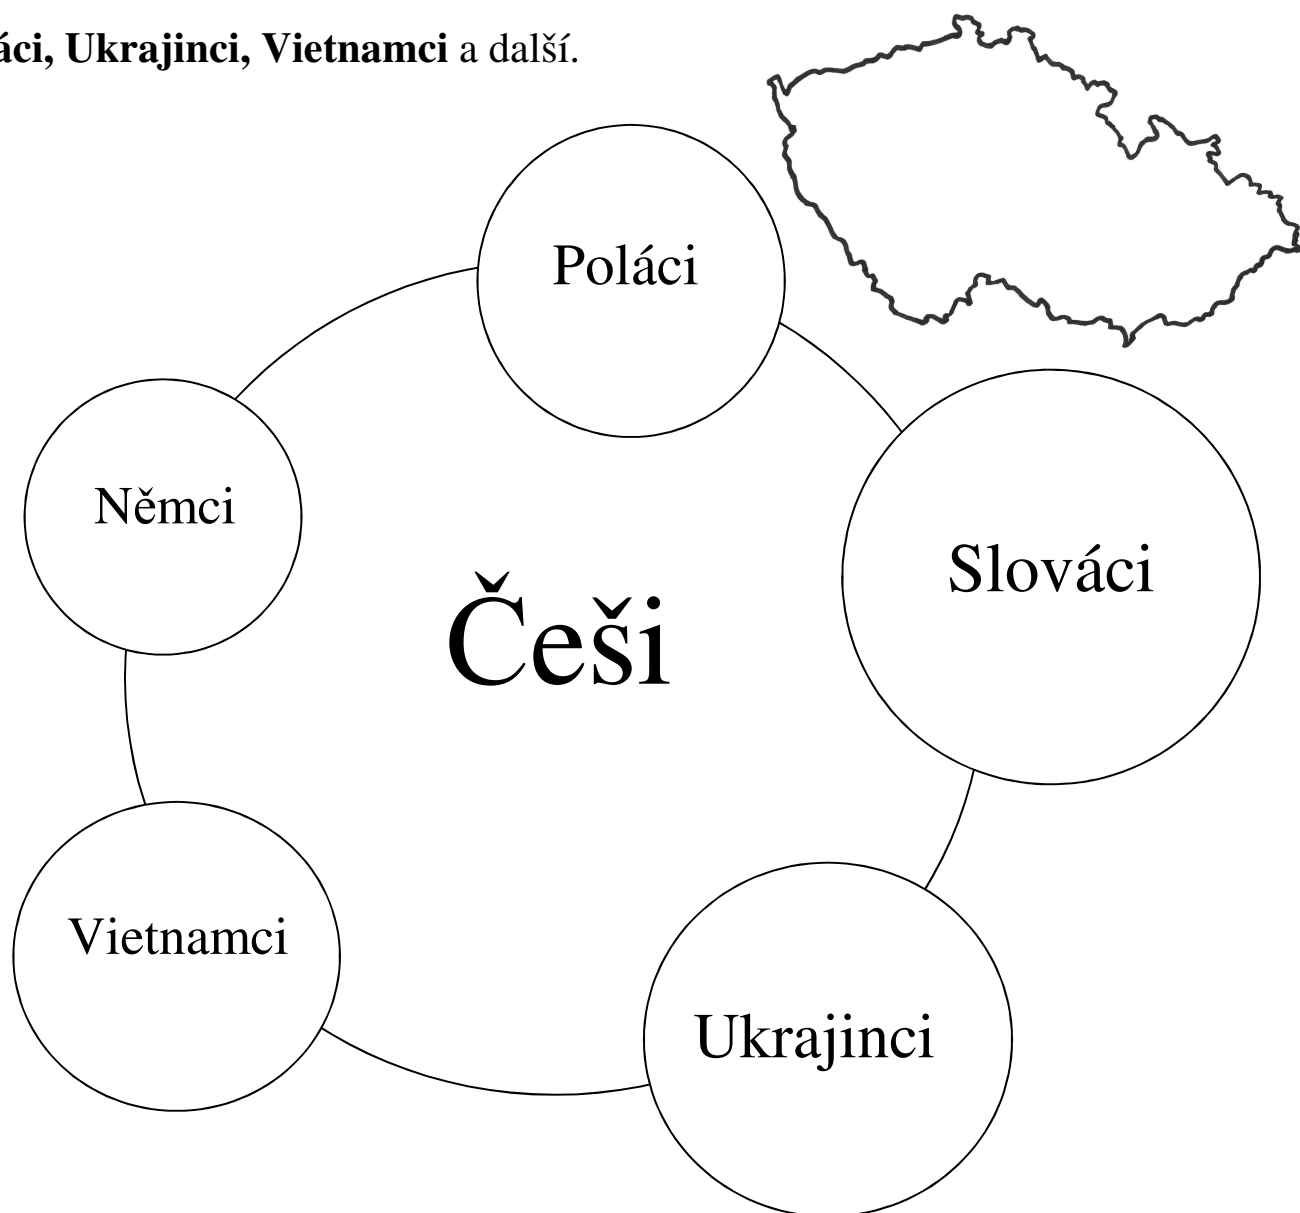 áci, Ukrajinci, Vietnamci a další.
Poláci
Němci
Slováci
Češi
Vietnamci
Ukrajinci